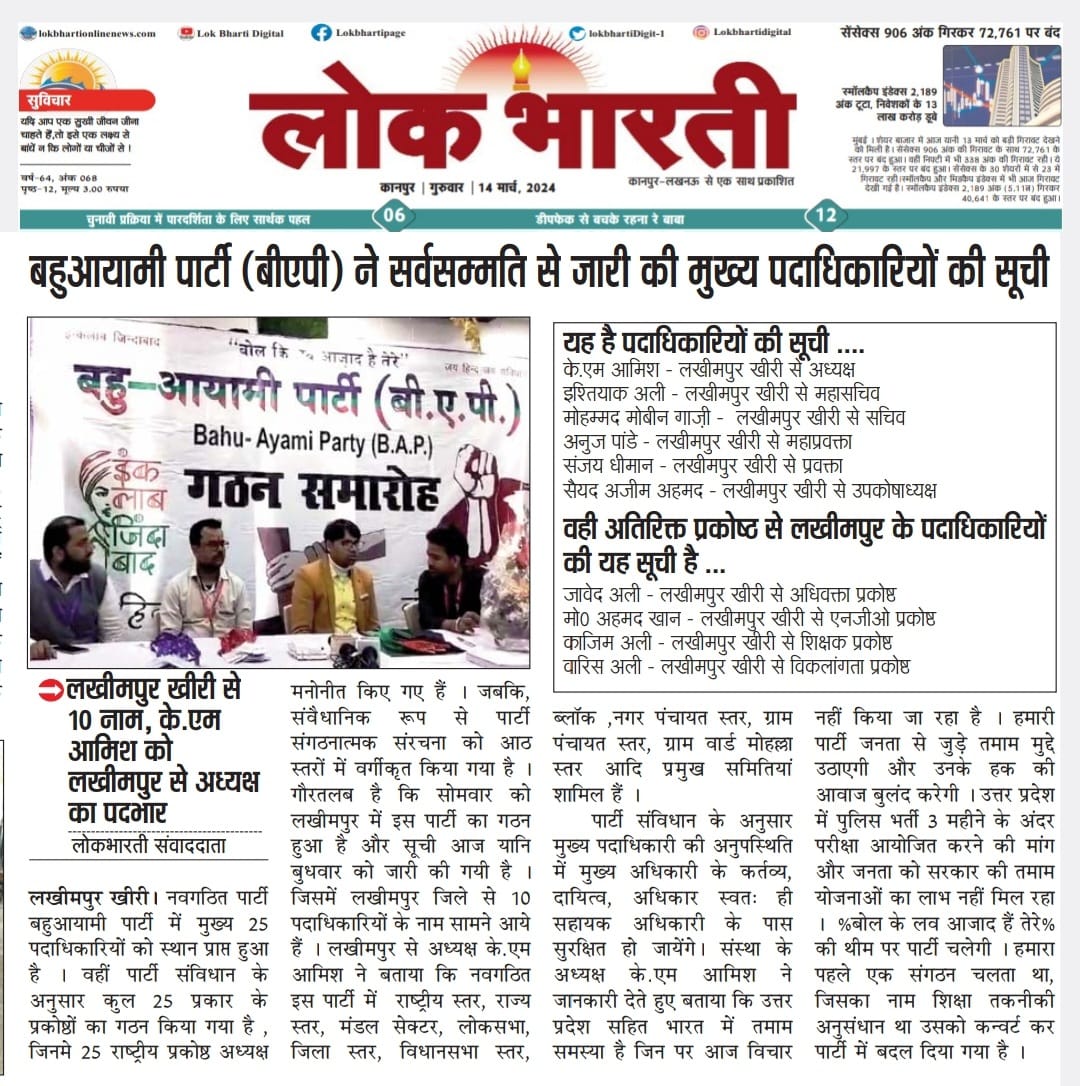 lokbhartionlinenews.com
Lok Bharti Digital
Lokbhartipage
lokbhartiDigit-1
Lokbhartidigital
सेंसेक्स 906 अंक गिरकर 72,761 पर बंद
सुविचार
यदि आप एक सुखी जीवन जीना
चाहते हैं,तो इसे एक लक्ष्य से
बांधें न कि लोगों या चीजों से !
वर्ष-64, अंक 068
पृष्ठ-12, मूल्य 3.00 रुपया
लोक भारती
कानपुर | गुरुवार | 14 मार्च, 2024
कानपुर-लखनऊ से एक साथ प्रकाशित
स्मॉलकैप इंडेक्स 2,189
अंक टूटा, निवेशकों के 13
लाख करोड़ डूबे
मुंबई । शेयर बाजार में आज यानी 13 मार्च को बड़ी गिरावट देखने
को मिली है। सेंसेक्स 906 अंक की गिरावट के साथ 72,761 के
स्तर पर बंद हुआ। वहीं निफ्टी में भी 338 अंक की गिरावट रही। ये
21,997 के स्तर पर बंद हुआ। सेंसेक्स के 30 शेयरों में से 23 में
गिरावट रही।स्मॉलकैप और मिडकैप इंडेक्स में भी आज गिरावट
देखी गई है। स्मॉलकैप इंडेक्स 2,189 अंक (5.11%) गिरकर
40,641 के स्तर पर बंद हुआ।
चुनावी प्रक्रिया में पारदर्शिता के लिए सार्थक पहल
06
डीपफेक से बचके रहना रे बाबा
12
बहुआयामी पार्टी (बीएपी) ने सर्वसम्मति से जारी की मुख्य पदाधिकारियों की सूची
इन्कलाब जिन्दाबाद
"बोल कि आज़ाद है तेरे"
जय हिन्द जय
बहु-आयामी पार्टी (बी.ए.पी.)
Bahu-Ayami Party (B.A.P.)
गठन समारोह
इंक
लाब
जिंदा
बाद
यह है पदाधिकारियों की सूची ....
के.एम आमिश - लखीमपुर खीरी से अध्यक्ष
इश्तियाक अली - लखीमपुर खीरी से महासचिव
मोहम्मद मोबीन गाज़ी - लखीमपुर खीरी से सचिव
अनुज पांडे - लखीमपुर खीरी से महाप्रवक्ता
संजय धीमान - लखीमपुर खीरी से प्रवक्ता
सैयद अजीम अहमद - लखीमपुर खीरी से उपकोषाध्यक्ष
वही अतिरिक्त प्रकोष्ट से लखीमपुर के पदाधिकारियों
की यह सूची है ...
जावेद अली - लखीमपुर खीरी से अधिवक्ता प्रकोष्ठ
मो0 अहमद खान - लखीमपुर खीरी से एनजीओ प्रकोष्ठ
काजिम अली - लखीमपुर खीरी से शिक्षक प्रकोष्ठ
वारिस अली - लखीमपुर खीरी से विकलांगता प्रकोष्ठ
लखीमपुर खीरी से
10 नाम, के.एम
आमिश को
लखीमपुर से अध्यक्ष
का पदभार
लोकभारती संवाददाता
लखीमपुर खीरी। नवगठित पार्टी
बहुआयामी पार्टी में मुख्य 25
पदाधिकारियों को स्थान प्राप्त हुआ
है । वहीं पार्टी संविधान के
अनुसार कुल 25 प्रकार के
प्रकोष्ठों का गठन किया गया है ,
जिनमे 25 राष्ट्रीय प्रकोष्ठ अध्यक्ष
मनोनीत किए गए हैं । जबकि,
संवैधानिक रूप से पार्टी
संगठनात्मक संरचना को आठ
स्तरों में वर्गीकृत किया गया है ।
गौरतलब है कि सोमवार को
लखीमपुर में इस पार्टी का गठन
हुआ है और सूची आज यानि
बुधवार को जारी की गयी है ।
जिसमें लखीमपुर जिले से 10
पदाधिकारियों के नाम सामने आये
हैं । लखीमपुर से अध्यक्ष के.एम
आमिश ने बताया कि नवगठित
इस पार्टी में राष्ट्रीय स्तर, राज्य
स्तर, मंडल सेक्टर, लोकसभा,
जिला स्तर, विधानसभा स्तर,
ब्लॉक ,नगर पंचायत स्तर, ग्राम
पंचायत स्तर, ग्राम वार्ड मोहल्ला
स्तर आदि प्रमुख समितियां
शामिल हैं ।
पार्टी संविधान के अनुसार
मुख्य पदाधिकारी की अनुपस्थिति
में मुख्य अधिकारी के कर्तव्य,
दायित्व, अधिकार स्वतः ही
सहायक अधिकारी के पास
सुरक्षित हो जायेंगे। संस्था के
अध्यक्ष के.एम आमिश ने
जानकारी देते हुए बताया कि उत्तर
प्रदेश सहित भारत में तमाम
समस्या है जिन पर आज विचार
नहीं किया जा रहा है । हमारी
पार्टी जनता से जुड़े तमाम मुद्दे
उठाएगी और उनके हक की
आवाज बुलंद करेगी । उत्तर प्रदेश
में पुलिस भर्ती 3 महीने के अंदर
परीक्षा आयोजित करने की मांग
और जनता को सरकार की तमाम
योजनाओं का लाभ नहीं मिल रहा
। %बोल के लव आजाद हैं तेरे%
की थीम पर पार्टी चलेगी । हमारा
पहले एक संगठन चलता था,
जिसका नाम शिक्षा तकनीकी
अनुसंधान था उसको कन्वर्ट कर
पार्टी में बदल दिया गया है ।